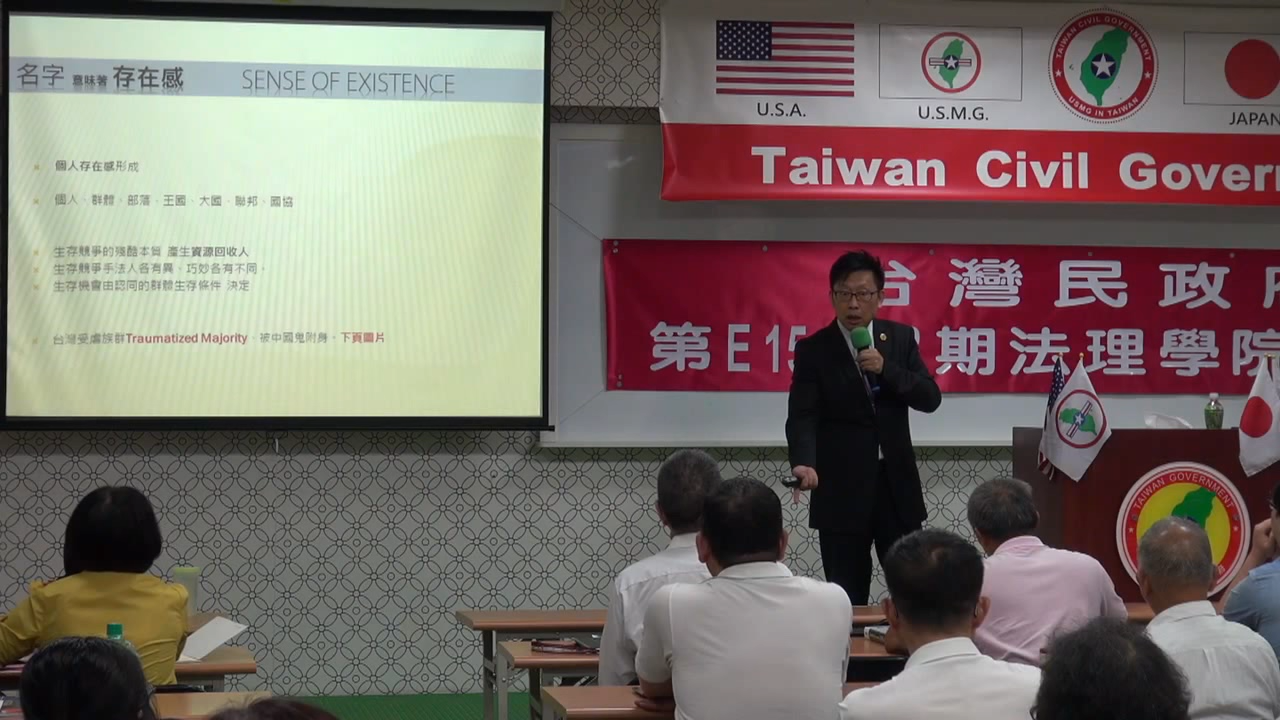 名字 意味著 存在感 SENSE OF EXISTENCE
個人存在感形成
個人、群體、部落、王國、大國、聯邦、國協
生存競爭的殘酷本質 產生資源回收人
生存競爭手法人各有異、巧妙各有不同。
生存機會由認同的群體生存條件 決定
台灣受虐族群Traumatized Majority、被中國鬼附身。下頁圖片
U.S.A.
U.S.M.G.
TAIWAN CIVIL GOVERNMENT
USMG IN TAIWAN
JAPAN
Taiwan Civil Govern
台灣民政府
第E15 期法理學院
TAIWAN GOVERNMENT